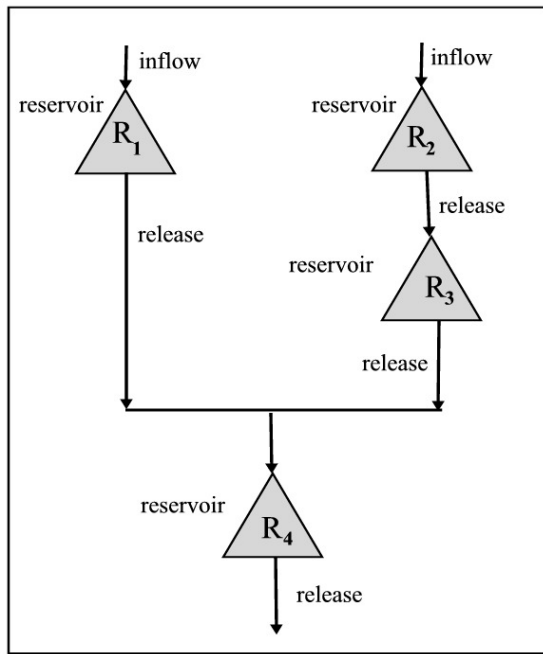 inflow
inflow
reservoir
reservoir
R1
R2
release
release
reservoir
R3
release
reservoir
R4
release